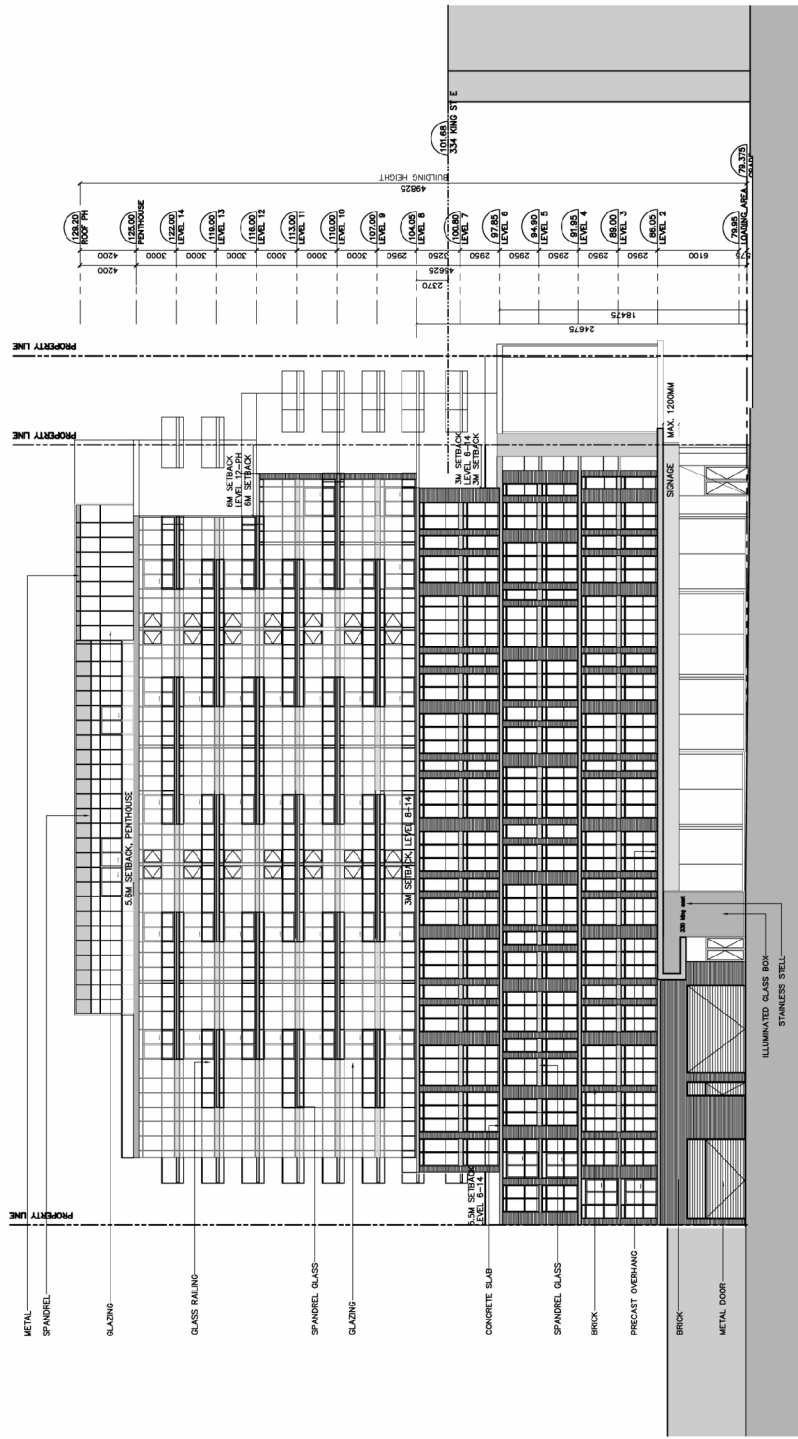 METAL
SPANDREL
GLAZING
GLASS RAILING
SPANDREL GLASS
GLAZING
CONCRETE SLAB
SPANDREL GLASS
BRICK
PRECAST OVERHANG
BRICK
METAL DOOR
PROPERTY LINE
PROPERTY LINE
PROPERTY LINE
5.8M SETBACK, PENTHOUSE
3M SETBACK, LEVEL 8-14
5.5M SETBACK
LEVEL 6-14
6M SETBACK
LEVEL 12-PH
6M SETBACK
3M SETBACK
LEVEL 6-14
3M SETBACK
SIGNAGE
MAX. 1200MM
330 king east
ILLUMINATED GLASS BOX
STAINLESS STELL
129.20
ROOF PH
125.00
PENTHOUSE
122.00
LEVEL 14
119.00
LEVEL 13
116.00
LEVEL 12
113.00
LEVEL 11
110.00
LEVEL 10
107.00
LEVEL 9
104.05
LEVEL 8
100.80
LEVEL 7
97.85
LEVEL 6
94.90
LEVEL 5
91.95
LEVEL 4
89.00
LEVEL 3
86.05
LEVEL 2
79.95
LOADING AREA
79.375
GRADE
101.68
334 KING ST E
BUILDING HEIGHT
49825
4200
3000
3000
3000
3000
3000
3000
2950
3250
2950
2950
2950
2950
2950
6100
575
4200
45625
2370
24675
18475